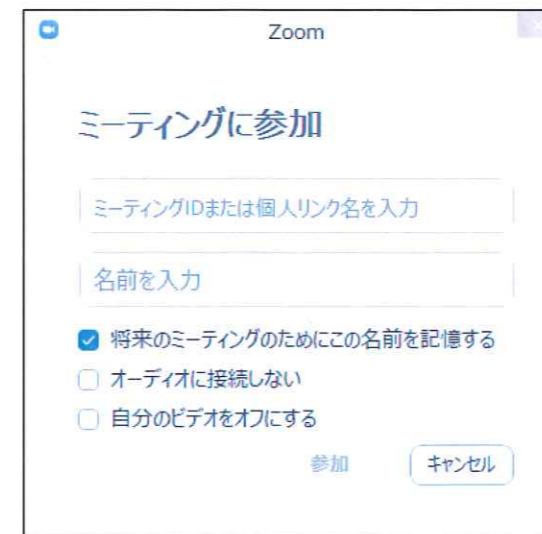 Zoom
ミーティングに参加
ミーティングIDまたは個人リンク名を入力
名前を入力
将来のミーティングのためにこの名前を記憶する
オーディオに接続しない
自分のビデオをオフにする
参加 キャンセル